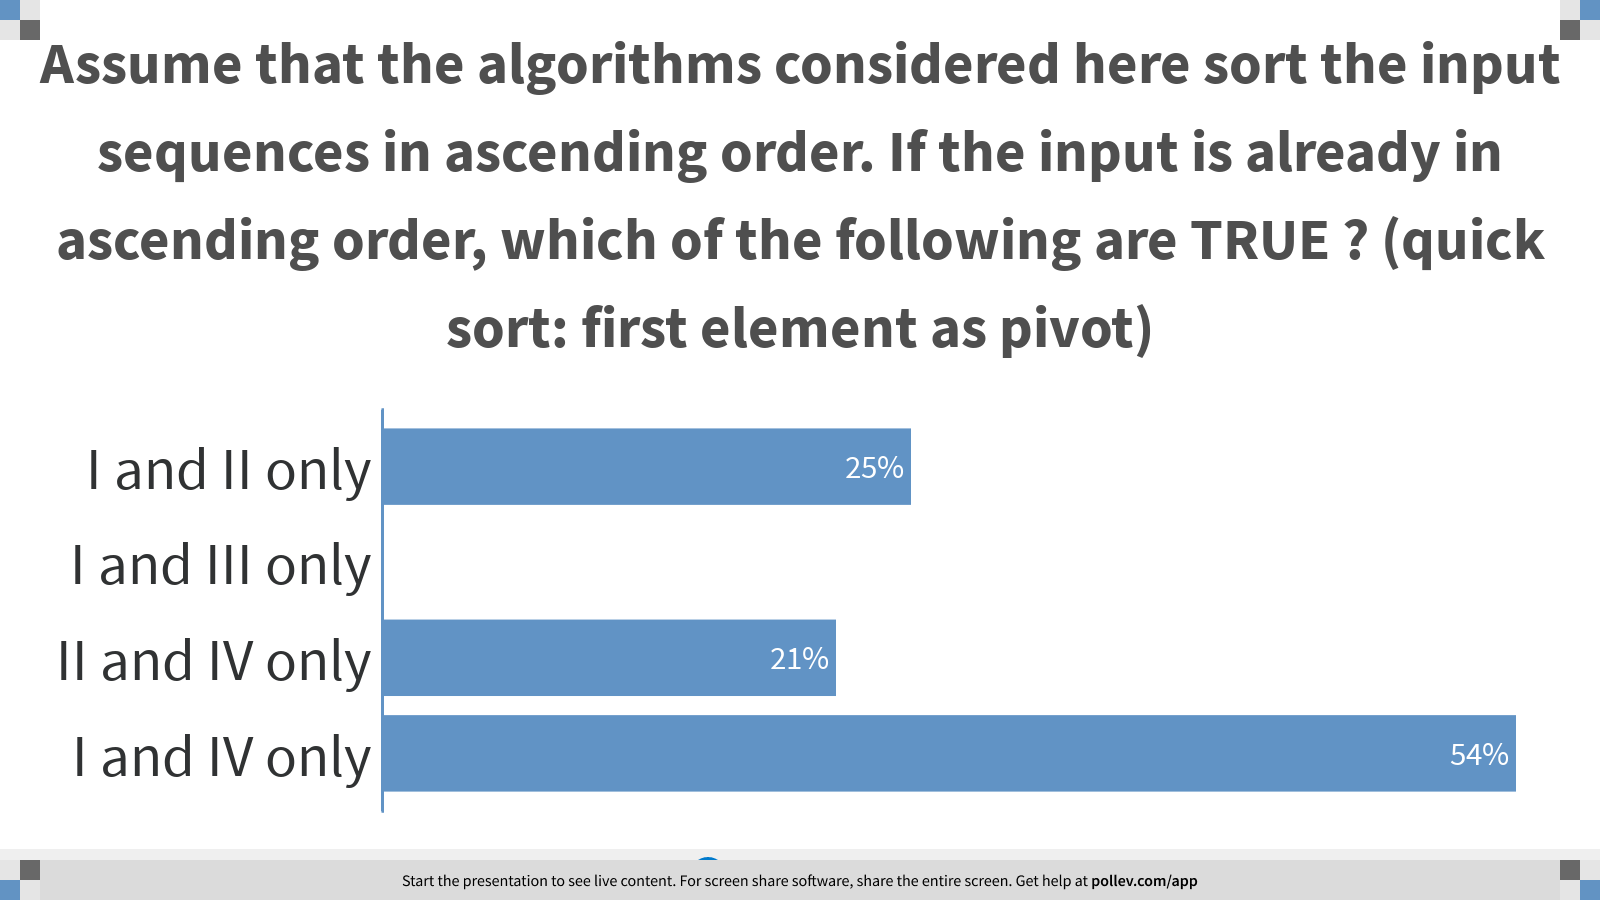 Assume that the algorithms considered here sort the input
sequences in ascending order. If the input is already in
ascending order, which of the following are TRUE ? (quick
sort: first element as pivot)
I and II only
25%
I and III only
II and IV only
21%
I and IV only
54%
Start the presentation to see live content. For screen share software, share the entire screen. Get help at pollev.com/app